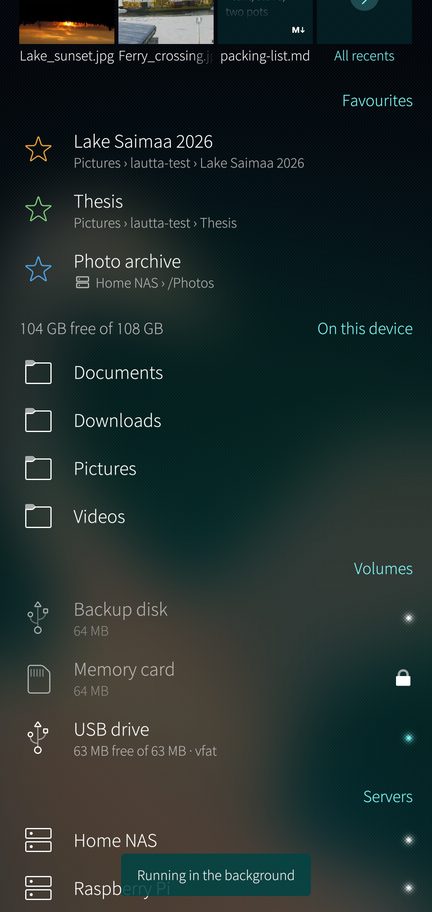 two pots
M↓
Lake_sunset.jpg Ferry_crossing.j packing-list.md All recents
Favourites
Lake Saimaa 2026
Pictures › lautta-test › Lake Saimaa 2026
Thesis
Pictures › lautta-test › Thesis
Photo archive
Home NAS › /Photos
104 GB free of 108 GB On this device
Documents
Downloads
Pictures
Videos
Volumes
Backup disk
64 MB
Memory card
64 MB
USB drive
63 MB free of 63 MB · vfat
Servers
Home NAS
Running in the background
Raspberry Pi